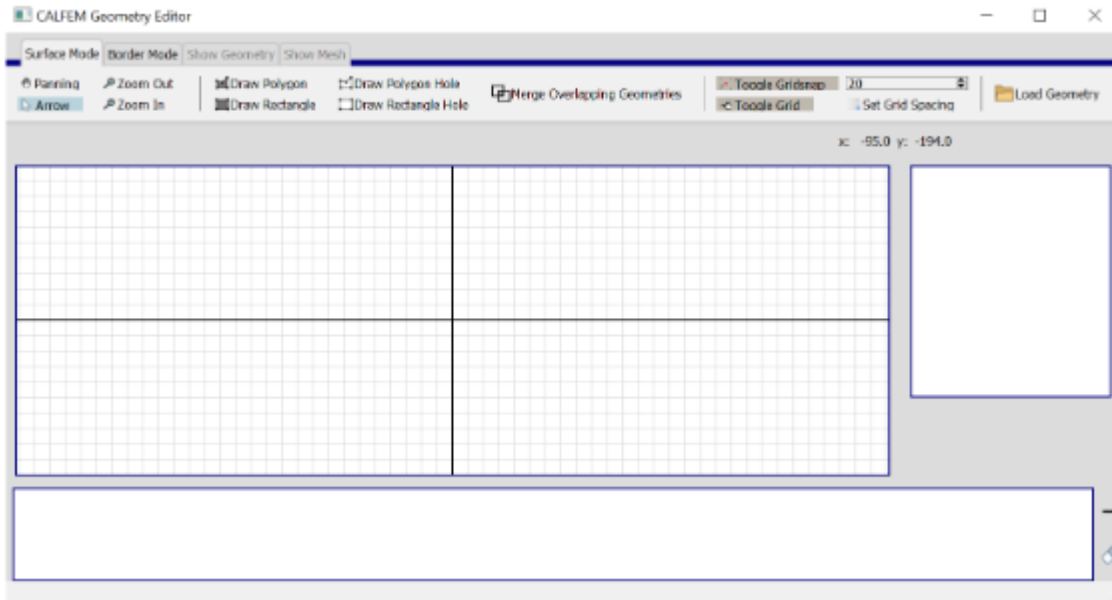 CALFEM Geometry Editor
Surface Mode Border Mode Show Geometry Show Mesh
Panning Zoom Out Draw Polygon Draw Polygon Hole Merge Overlapping Geometries Toggle Gridsnap 20 Load Geometry
Arrow Zoom In Draw Rectangle Draw Rectangle Hole Toggle Grid Set Grid Spacing
x: -95.0 y: -194.0